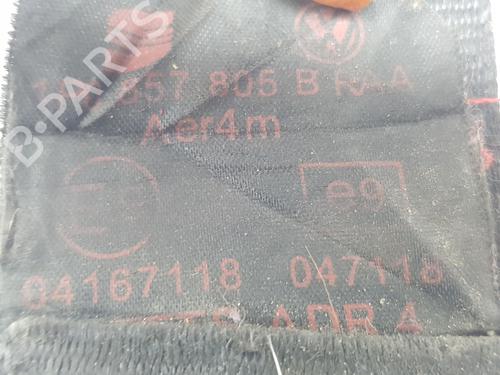 857 805 B RAA
Aer4m
e9
04167118 047118
ADR 4
B-PARTS